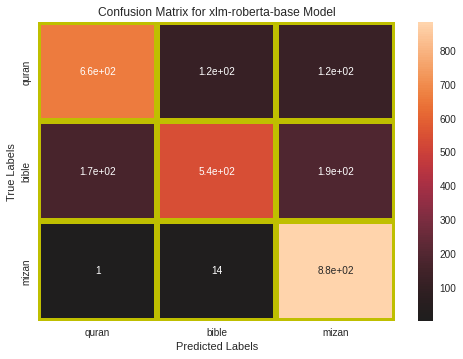 Confusion Matrix for xlm-roberta-base Model
True Labels
quran
6.6e+02 1.2e+02 1.2e+02
bible
1.7e+02 5.4e+02 1.9e+02
mizan
1 14 8.8e+02
quran bible mizan
Predicted Labels
800
700
600
500
400
300
200
100